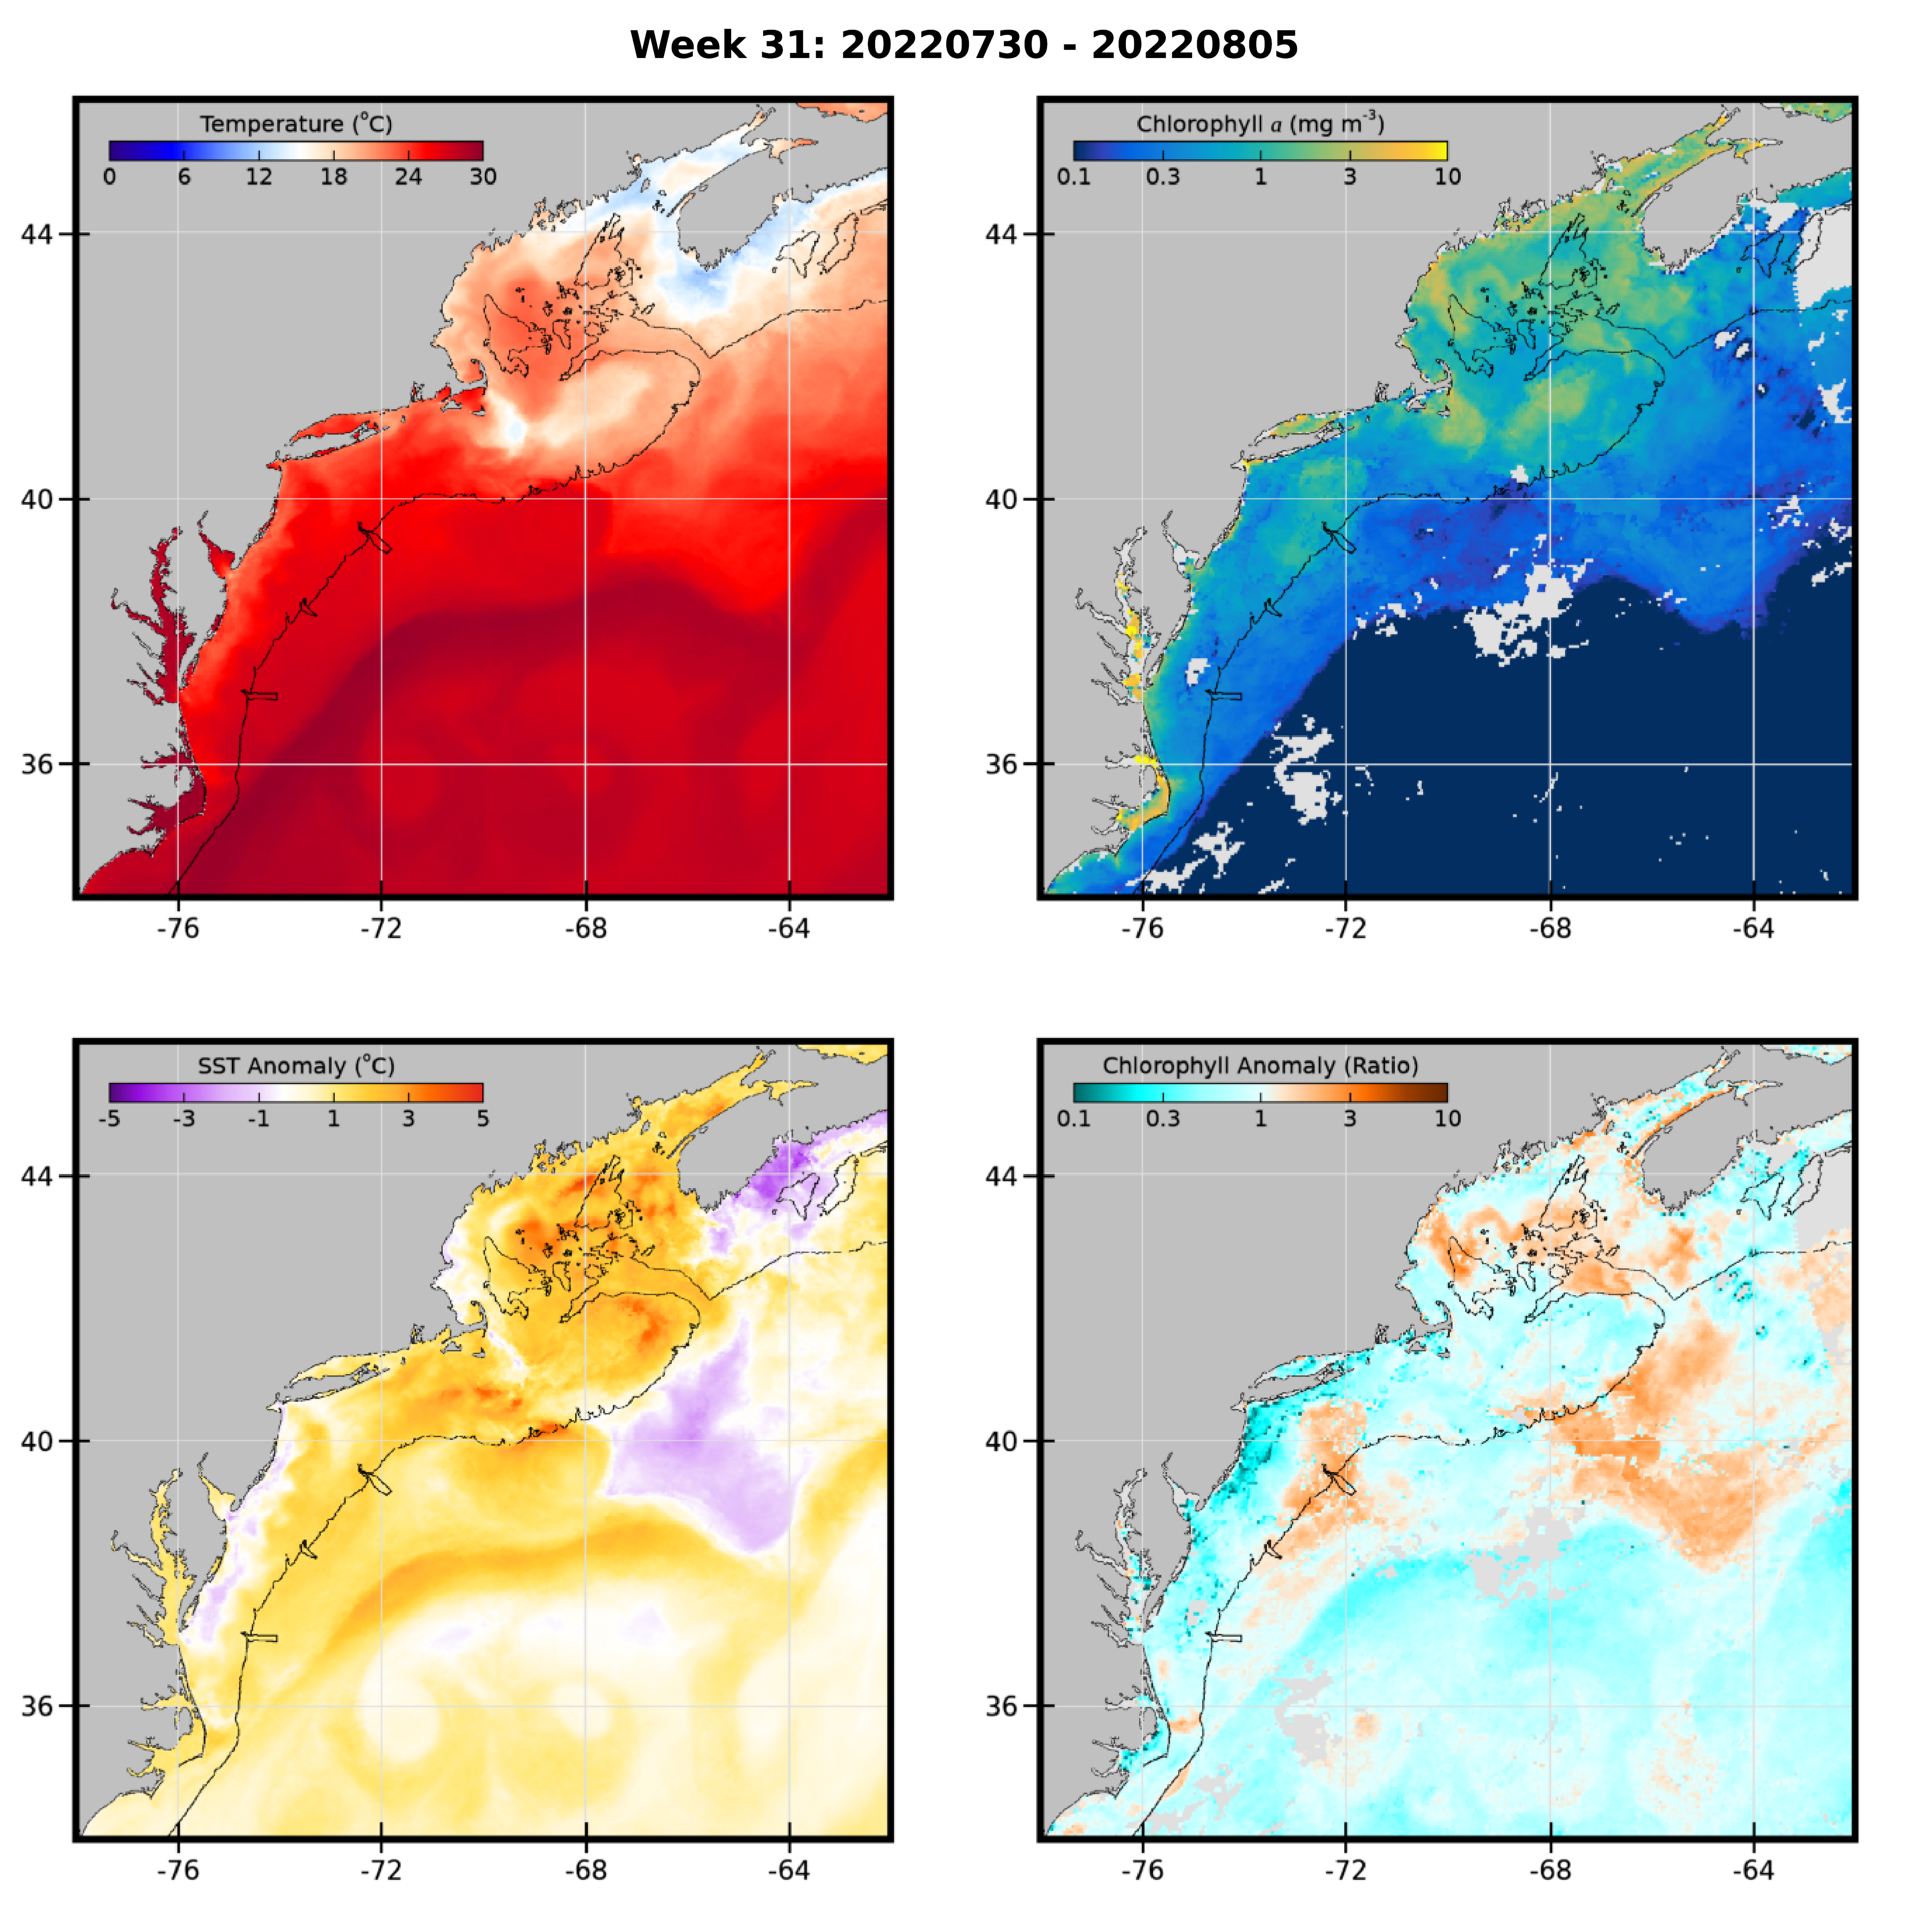 Week 31: 20220730 - 20220805
Temperature (°C)
0 6 12 18 24 30
44
40
36
-76 -72 -68 -64
Chlorophyll a (mg m⁻³)
0.1 0.3 1 3 10
44
40
36
-76 -72 -68 -64
SST Anomaly (°C)
-5 -3 -1 1 3 5
44
40
36
-76 -72 -68 -64
Chlorophyll Anomaly (Ratio)
0.1 0.3 1 3 10
44
40
36
-76 -72 -68 -64